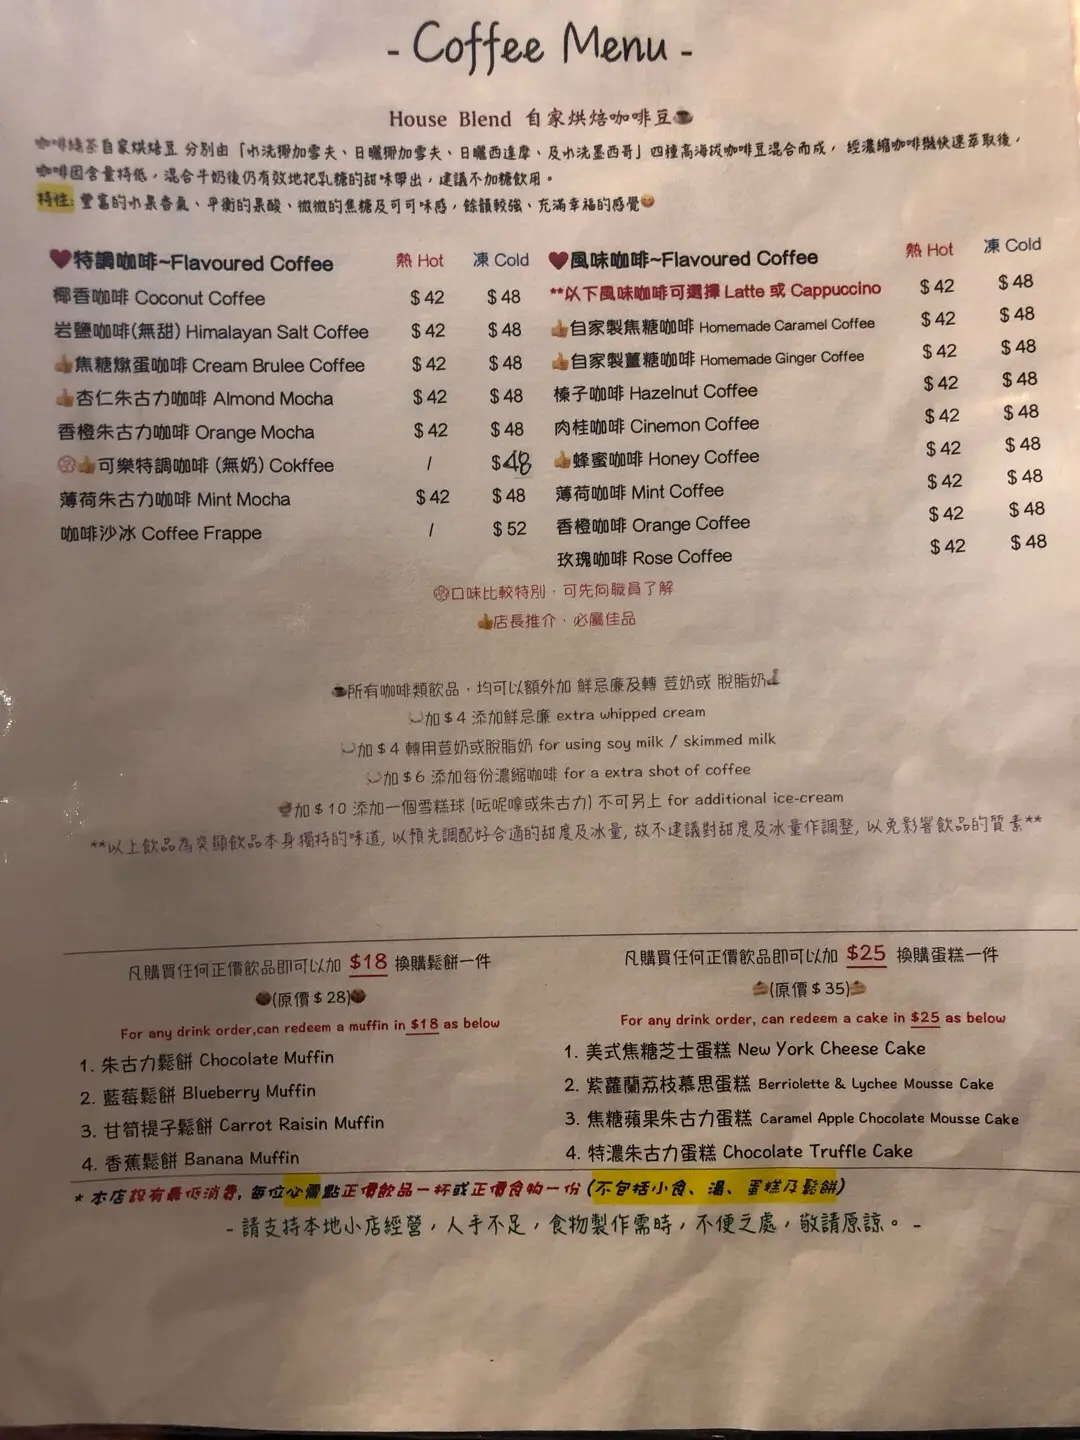 - Coffee Menu -
House Blend 自家烘焙咖啡豆
咖啡綠茶自家烘焙豆 分別由「水洗揶加雪夫、日曬揶加雪夫、日曬西達摩、及水洗墨西哥」四種高海拔咖啡豆混合而成, 經濃縮咖啡機快速萃取後,
咖啡因含量特低, 混合牛奶後仍有效地把乳糖的甜味帶出, 建議不加糖飲用。
特性: 豐富的水果香氣、平衡的果酸、微微的焦糖及可可味感, 餘韻較強、充滿幸福的感覺
特調咖啡~Flavoured Coffee 熱 Hot 凍 Cold
椰香咖啡 Coconut Coffee $ 42 $ 48
岩鹽咖啡(無甜) Himalayan Salt Coffee $ 42 $ 48
焦糖燉蛋咖啡 Cream Brulee Coffee $ 42 $ 48
杏仁朱古力咖啡 Almond Mocha $ 42 $ 48
香橙朱古力咖啡 Orange Mocha $ 42 $ 48
可樂特調咖啡 (無奶) Cokffee / $48
薄荷朱古力咖啡 Mint Mocha $ 42 $ 48
咖啡沙冰 Coffee Frappe / $ 52
風味咖啡~Flavoured Coffee 熱 Hot 凍 Cold
**以下風味咖啡可選擇 Latte 或 Cappuccino $ 42 $ 48
自家製焦糖咖啡 Homemade Caramel Coffee $ 42 $ 48
自家製薑糖咖啡 Homemade Ginger Coffee $ 42 $ 48
榛子咖啡 Hazelnut Coffee $ 42 $ 48
肉桂咖啡 Cinemon Coffee $ 42 $ 48
蜂蜜咖啡 Honey Coffee $ 42 $ 48
薄荷咖啡 Mint Coffee $ 42 $ 48
香橙咖啡 Orange Coffee $ 42 $ 48
玫瑰咖啡 Rose Coffee $ 42 $ 48
口味比較特別, 可先向職員了解
店長推介, 必屬佳品
所有咖啡類飲品, 均可以額外加 鮮忌廉及轉 荳奶或 脫脂奶
加 $ 4 添加鮮忌廉 extra whipped cream
加 $ 4 轉用荳奶或脫脂奶 for using soy milk / skimmed milk
加 $ 6 添加每份濃縮咖啡 for a extra shot of coffee
加 $ 10 添加一個雪糕球 (呍呢嗱或朱古力) 不可另上 for additional ice-cream
**以上飲品為突顯飲品本身獨特的味道, 以預先調配好合適的甜度及冰量, 故不建議對甜度及冰量作調整, 以免影響飲品的質素**
凡購買任何正價飲品即可以加 $18 換購鬆餅一件
(原價 $ 28)
For any drink order,can redeem a muffin in $18 as below
1. 朱古力鬆餅 Chocolate Muffin
2. 藍莓鬆餅 Blueberry Muffin
3. 甘筍提子鬆餅 Carrot Raisin Muffin
4. 香蕉鬆餅 Banana Muffin
凡購買任何正價飲品即可以加 $25 換購蛋糕一件
(原價 $ 35)
For any drink order, can redeem a cake in $25 as below
1. 美式焦糖芝士蛋糕 New York Cheese Cake
2. 紫蘿蘭荔枝慕思蛋糕 Berriolette & Lychee Mousse Cake
3. 焦糖蘋果朱古力蛋糕 Caramel Apple Chocolate Mousse Cake
4. 特濃朱古力蛋糕 Chocolate Truffle Cake
* 本店設有最低消費, 每位必需點正價飲品一杯或正價食物一份 (不包括小食、湯、蛋糕及鬆餅)
- 請支持本地小店經營, 人手不足, 食物製作需時, 不便之處, 敬請原諒。 -